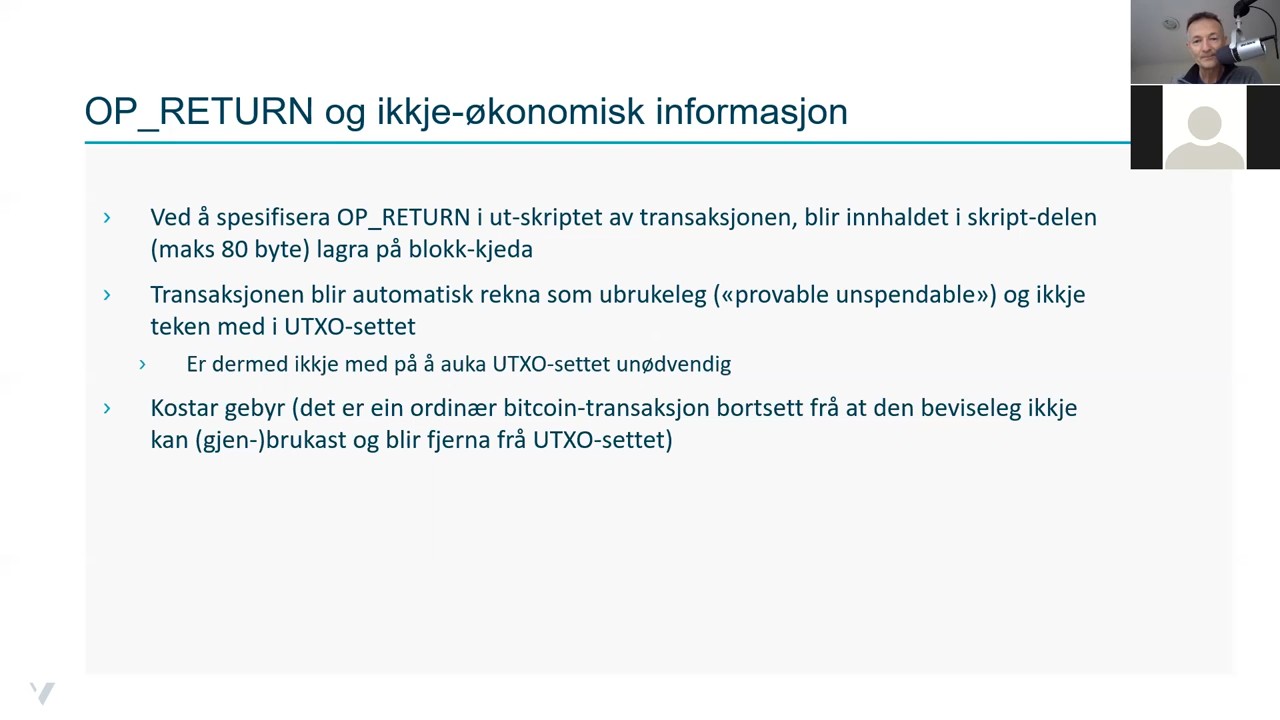 OP_RETURN og ikkje-økonomisk informasjon
Ved å spesifisera OP_RETURN i ut-skriptet av transaksjonen, blir innhaldet i skript-delen
(maks 80 byte) lagra på blokk-kjeda
Transaksjonen blir automatisk rekna som ubrukeleg («provable unspendable») og ikkje
teken med i UTXO-settet
Er dermed ikkje med på å auka UTXO-settet unødvendig
Kostar gebyr (det er ein ordinær bitcoin-transaksjon bortsett frå at den beviseleg ikkje
kan (gjen-)brukast og blir fjerna frå UTXO-settet)